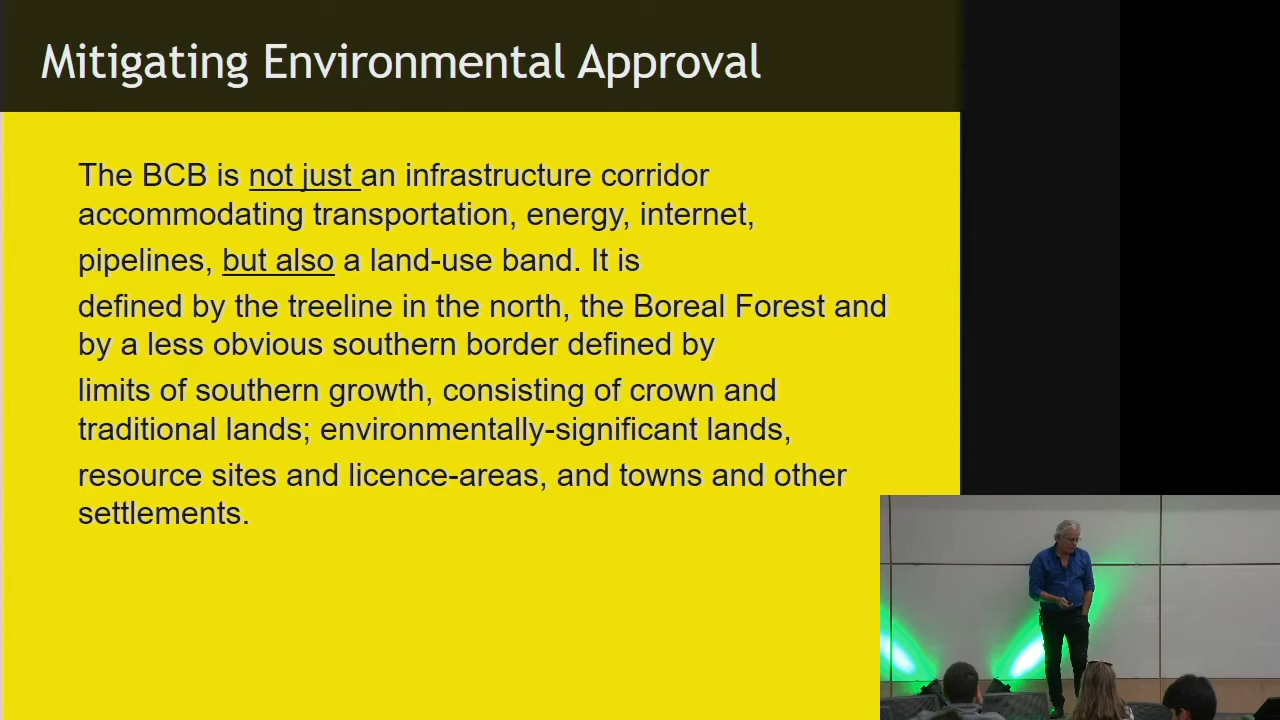 Mitigating Environmental Approval
The BCB is not just an infrastructure corridor
accommodating transportation, energy, internet,
pipelines, but also a land-use band. It is
defined by the treeline in the north, the Boreal Forest and
by a less obvious southern border defined by
limits of southern growth, consisting of crown and
traditional lands; environmentally-significant lands,
resource sites and licence-areas, and towns and other
settlements.